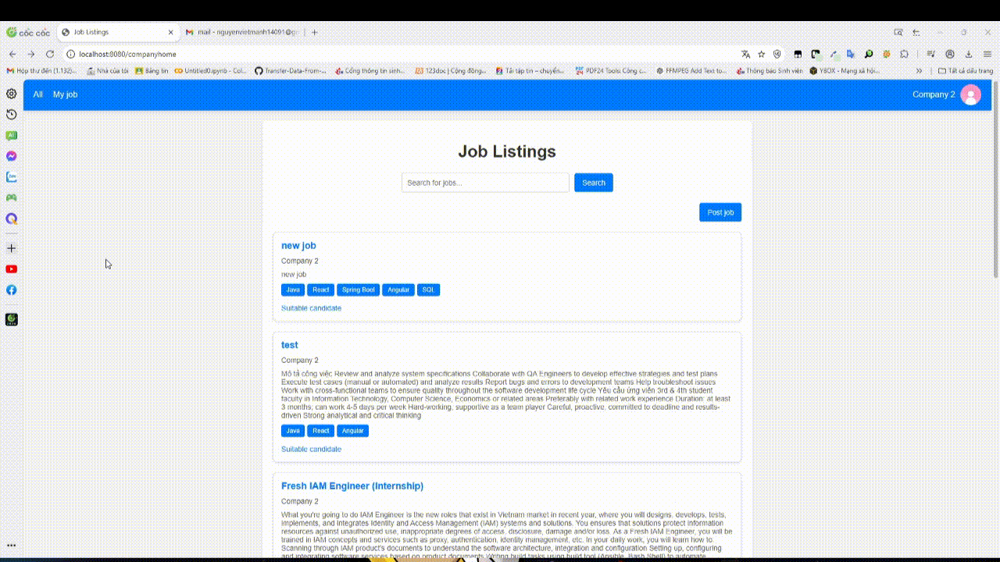 cốc cốc
Job Listings
mail - nguyenvietmanh14091@g
localhost:8080/companyhome
Hộp thư đến (1.132)...
Nhà của tôi
Bảng tin
Untitled0.ipynb - Col...
Transfer-Data-From-...
Cổng thông tin sinh...
123doc | Cộng đồng...
Tải tập tin – chuyển...
PDF24 Tools: Công c...
FFMPEG Add Text to...
Thông báo Sinh viên
YBOX - Mạng xã hội...
Tất cả dấu trang
All
My job
Company 2
Job Listings
Search for jobs...
Search
Post job
new job
Company 2
new job
Java
React
Spring Boot
Angular
SQL
Suitable candidate
test
Company 2
Mô tả công việc Review and analyze system specifications Collaborate with QA Engineers to develop effective strategies and test plans
Execute test cases (manual or automated) and analyze results Report bugs and errors to development teams Help troubleshoot issues
Work with cross-functional teams to ensure quality throughout the software development life cycle Yêu cầu ứng viên 3rd & 4th student
faculty in Information Technology, Computer Science, Economics or related areas Preferably with related work experience Duration: at least
3 months, can work 4-5 days per week Hard-working, supportive as a team player Careful, proactive, committed to deadline and results-
driven Strong analytical and critical thinking
Java
React
Angular
Suitable candidate
Fresh IAM Engineer (Internship)
Company 2
What you're going to do IAM Engineer is the new roles that exist in Vietnam market in recent year, where you will designs, develops, tests,
implements, and integrates Identity and Access Management (IAM) systems and solutions. You ensures that solutions protect information
resources against unauthorized use, inappropriate degrees of access, disclosure, damage and/or loss. As a Fresh IAM Engineer, you will be
trained in IAM concepts and services such as proxy, authentication, identity management, etc. In your daily work, you will learn how to:
Scanning through IAM product's documents to understand the software architecture, integration and configuration Setting up, configuring
and integrating software services based on product documents Writing build tasks using build tool (Ansible, Bash Shell) to automate